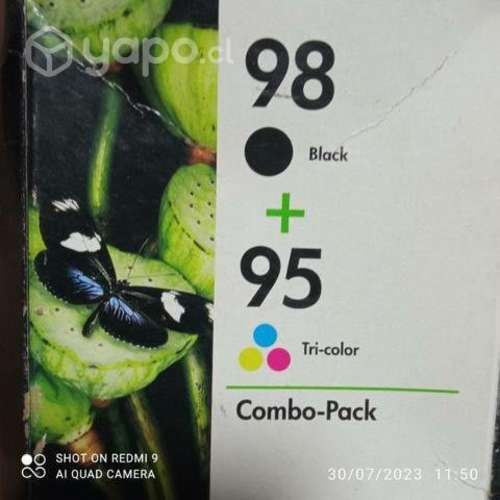 yapo.cl
98
Black
+
95
Tri-color
Combo-Pack
SHOT ON REDMI 9
AI QUAD CAMERA
30/07/2023 11:50